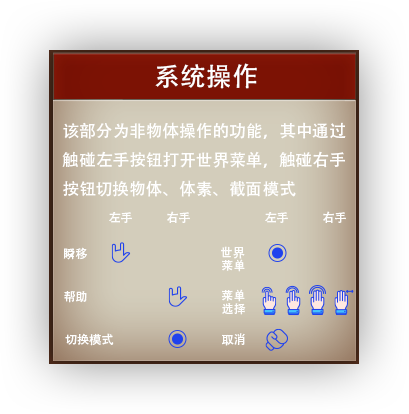 系统操作
该部分为非物体操作的功能，其中通过
触碰左手按钮打开世界菜单，触碰右手
按钮切换物体、体素、截面模式
左手 右手 左手 右手
瞬移 世界菜单
帮助 菜单选择
切换模式 取消